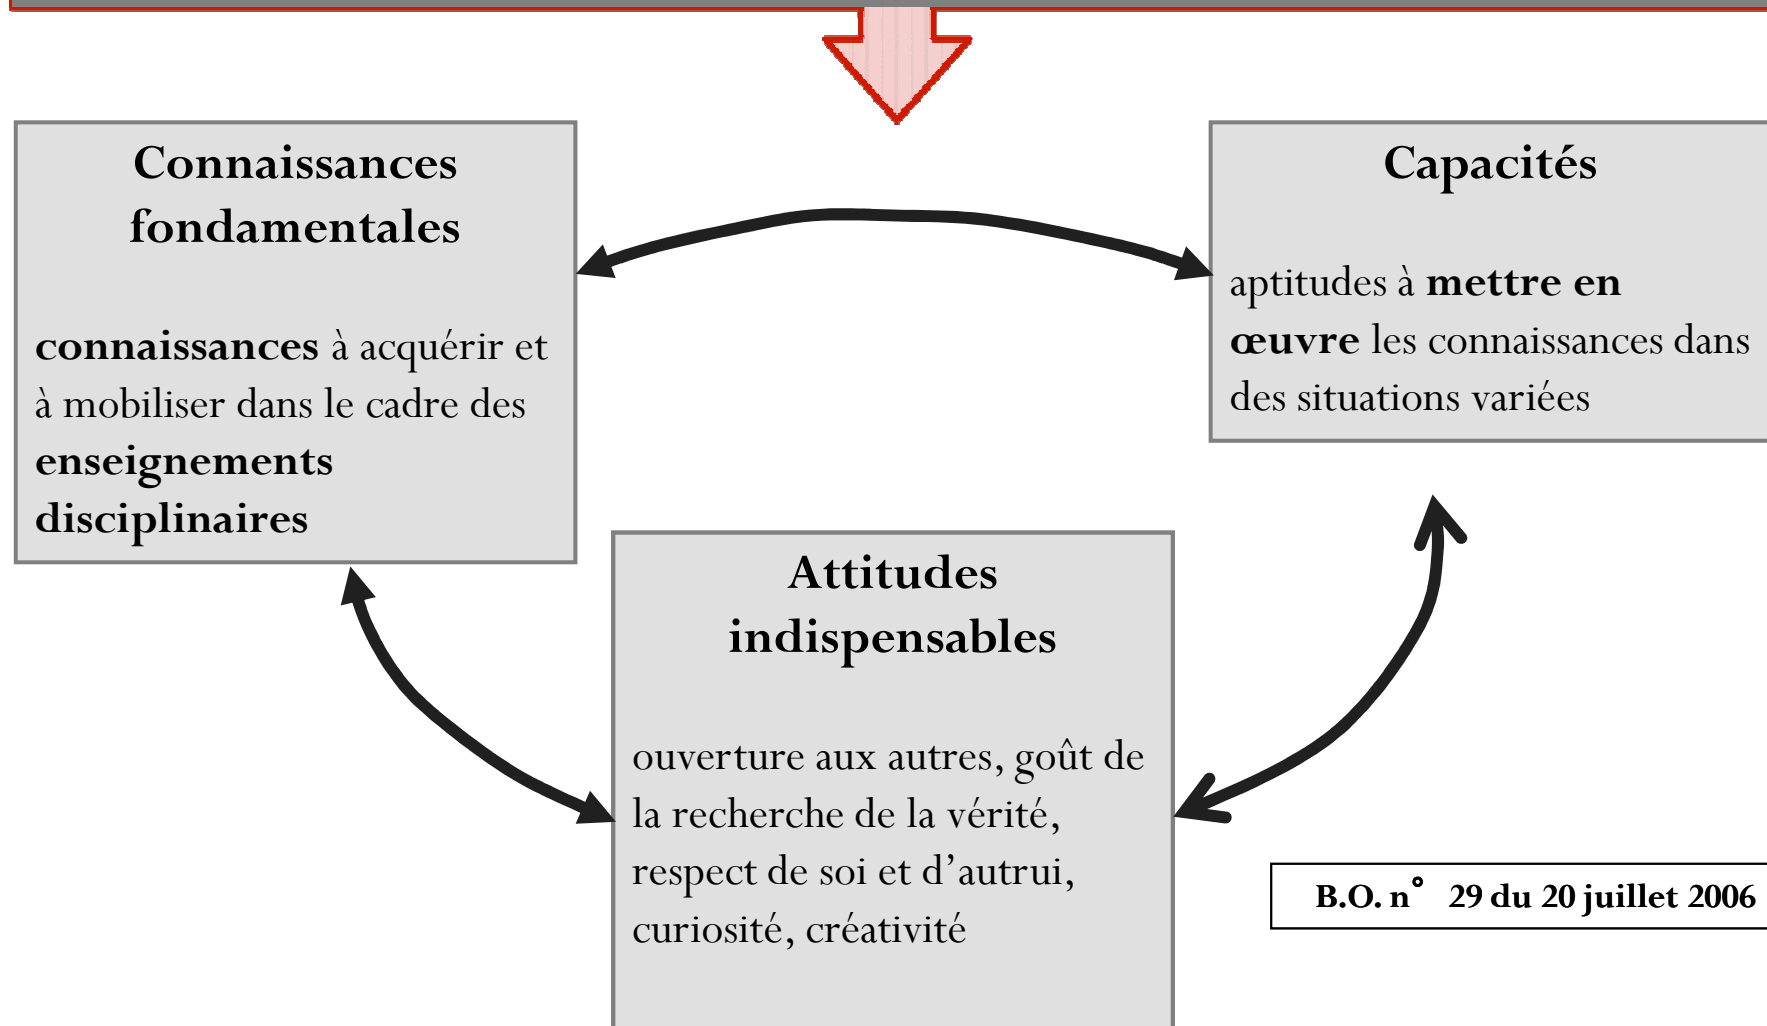 Connaissances
fondamentales
connaissances à acquérir et
à mobiliser dans le cadre des
enseignements
disciplinaires
Capacités
aptitudes à mettre en
œuvre les connaissances dans
des situations variées
Attitudes
indispensables
ouverture aux autres, goût de
la recherche de la vérité,
respect de soi et d’autrui,
curiosité, créativité
B.O. n° 29 du 20 juillet 2006